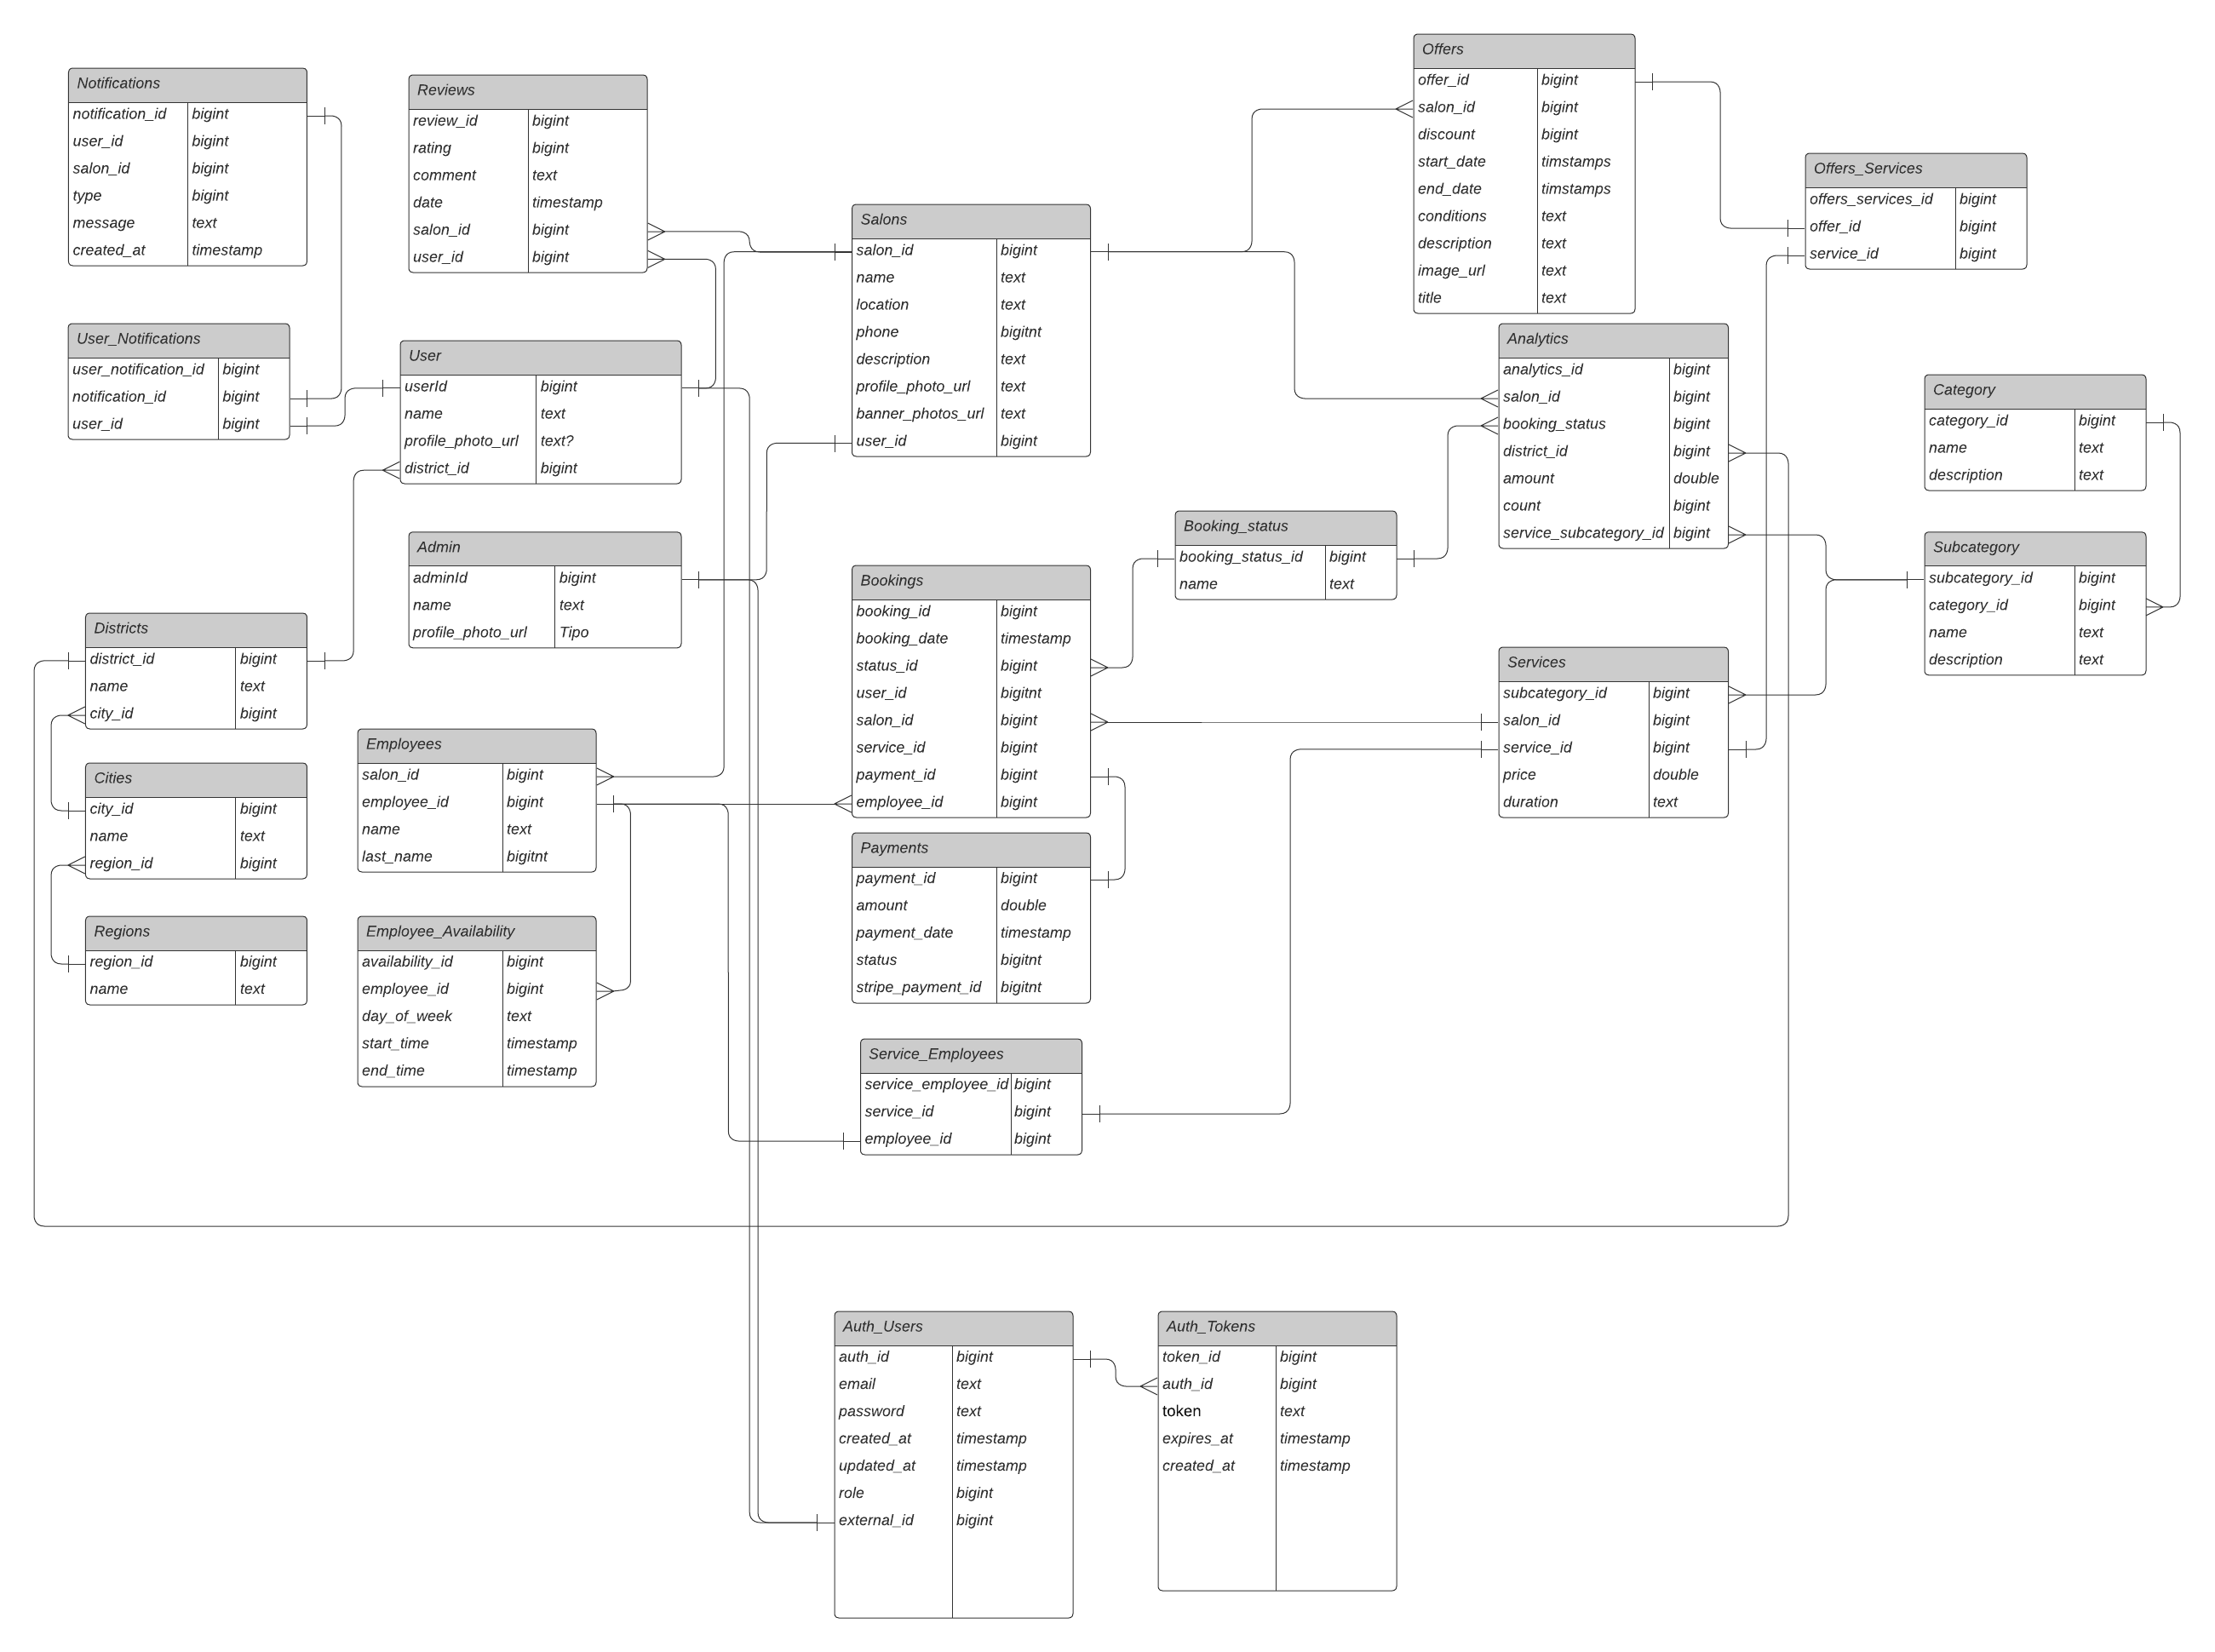 Notifications
notification_id bigint
user_id bigint
salon_id bigint
type bigint
message text
created_at timestamp
Reviews
review_id bigint
rating bigint
comment text
date timestamp
salon_id bigint
user_id bigint
Salons
salon_id bigint
name text
location text
phone bigitnt
description text
profile_photo_url text
banner_photos_url text
user_id bigint
Offers
offer_id bigint
salon_id bigint
discount bigint
start_date timstamps
end_date timstamps
conditions text
description text
image_url text
title text
Offers_Services
offers_services_id bigint
offer_id bigint
service_id bigint
User_Notifications
user_notification_id bigint
notification_id bigint
user_id bigint
User
userId bigint
name text
profile_photo_url text?
district_id bigint
Analytics
analytics_id bigint
salon_id bigint
booking_status bigint
district_id bigint
amount double
count bigint
service_subcategory_id bigint
Category
category_id bigint
name text
description text
Admin
adminId bigint
name text
profile_photo_url Tipo
Booking_status
booking_status_id bigint
name text
Subcategory
subcategory_id bigint
category_id bigint
name text
description text
Districts
district_id bigint
name text
city_id bigint
Bookings
booking_id bigint
booking_date timestamp
status_id bigint
user_id bigitnt
salon_id bigint
service_id bigint
payment_id bigint
employee_id bigint
Services
subcategory_id bigint
salon_id bigint
service_id bigint
price double
duration text
Employees
salon_id bigint
employee_id bigint
name text
last_name bigitnt
Cities
city_id bigint
name text
region_id bigint
Payments
payment_id bigint
amount double
payment_date timestamp
status bigitnt
stripe_payment_id bigitnt
Regions
region_id bigint
name text
Employee_Availability
availability_id bigint
employee_id bigint
day_of_week text
start_time timestamp
end_time timestamp
Service_Employees
service_employee_id bigint
service_id bigint
employee_id bigint
Auth_Users
auth_id bigint
email text
password text
created_at timestamp
updated_at timestamp
role bigint
external_id bigint
Auth_Tokens
token_id bigint
auth_id bigint
token text
expires_at timestamp
created_at timestamp